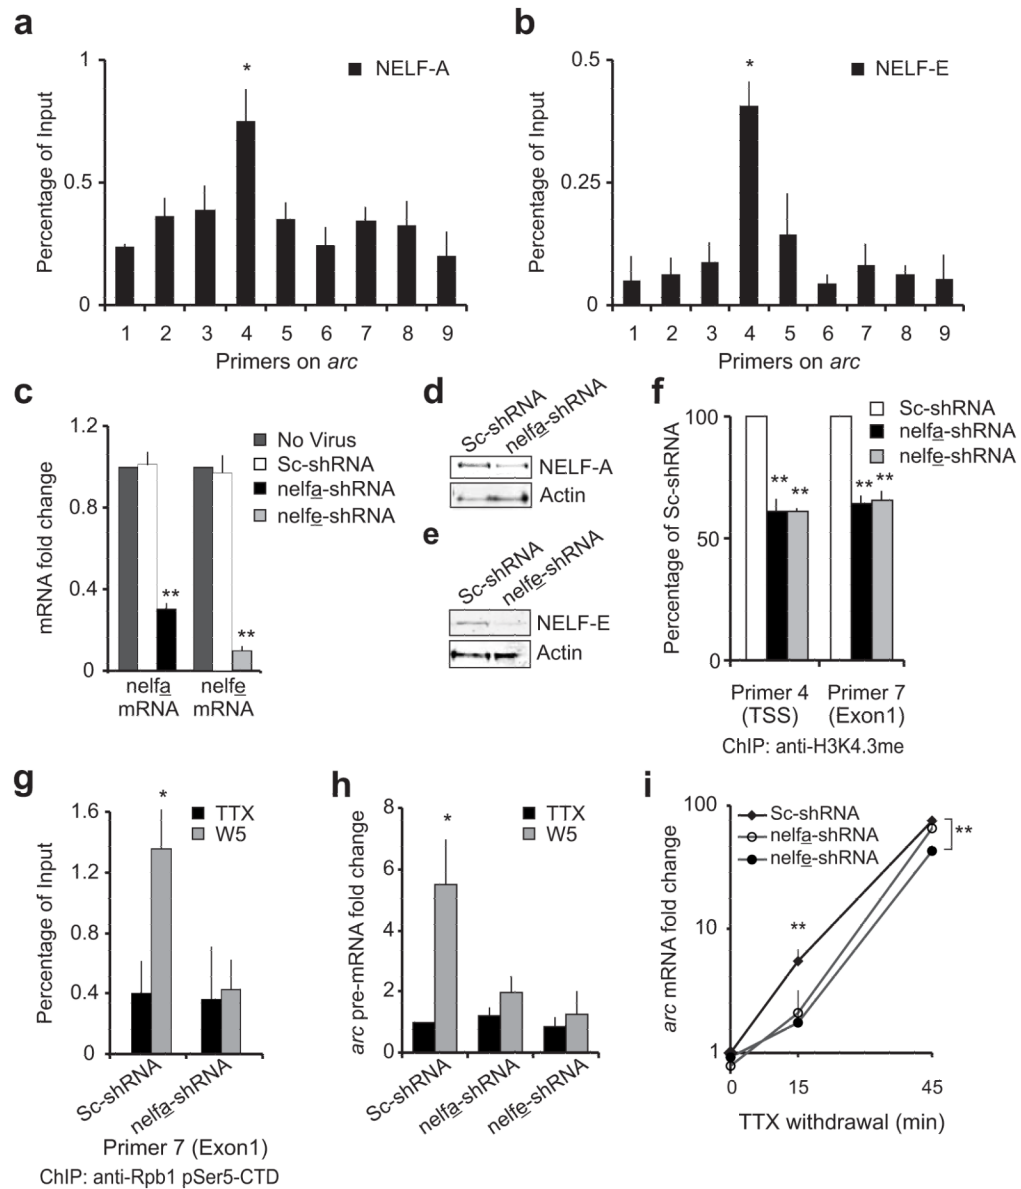 a
1
NELF-A
*
Percentage of Input
0.5
0
1 2 3 4 5 6 7 8 9
Primers on arc
b
0.5
NELF-E
*
Percentage of Input
0.25
0
1 2 3 4 5 6 7 8 9
Primers on arc
c
1.2
No Virus
Sc-shRNA
nelfa-shRNA
nelfe-shRNA
mRNA fold change
0.8
0.4
0
**
**
nelfa
mRNA
nelfe
mRNA
d
Sc-shRNA
nelfa-shRNA
NELF-A
Actin
e
Sc-shRNA
nelfe-shRNA
NELF-E
Actin
f
Sc-shRNA
nelfa-shRNA
nelfe-shRNA
Percentage of Sc-shRNA
100
50
0
** **
** **
Primer 4
(TSS)
Primer 7
(Exon1)
ChIP: anti-H3K4.3me
g
1.6
*
TTX
W5
Percentage of Input
1.2
0.8
0.4
0
Sc-shRNA
nelfa-shRNA
Primer 7 (Exon1)
ChIP: anti-Rpb1 pSer5-CTD
h
8
*
TTX
W5
arc pre-mRNA fold change
6
4
2
0
Sc-shRNA
nelfa-shRNA
nelfe-shRNA
i
100
Sc-shRNA
nelfa-shRNA
nelfe-shRNA
**
arc mRNA fold change
10
**
1
0 15 45
TTX withdrawal (min)